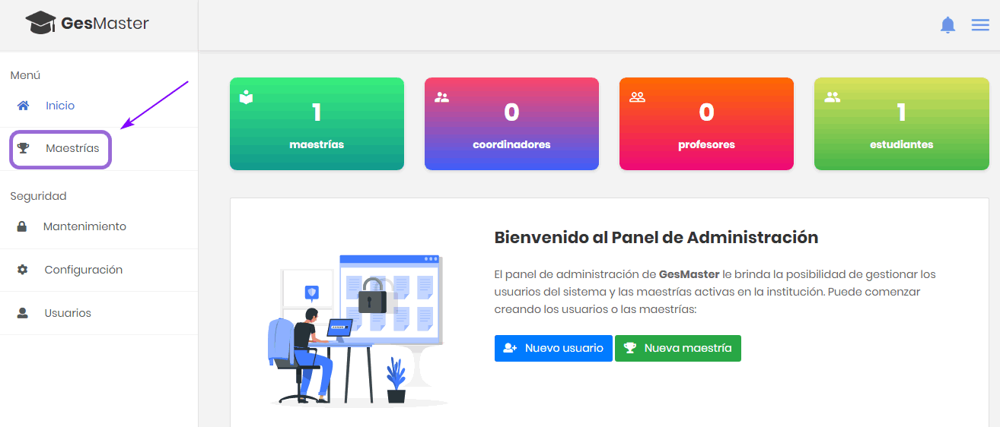 GesMaster
Menú
Inicio
Maestrías
Seguridad
Mantenimiento
Configuración
Usuarios
1
maestrías
0
coordinadores
0
profesores
1
estudiantes
Bienvenido al Panel de Administración
El panel de administración de GesMaster le brinda la posibilidad de gestionar los
usuarios del sistema y las maestrías activas en la institución. Puede comenzar
creando los usuarios o las maestrías:
Nuevo usuario
Nueva maestría